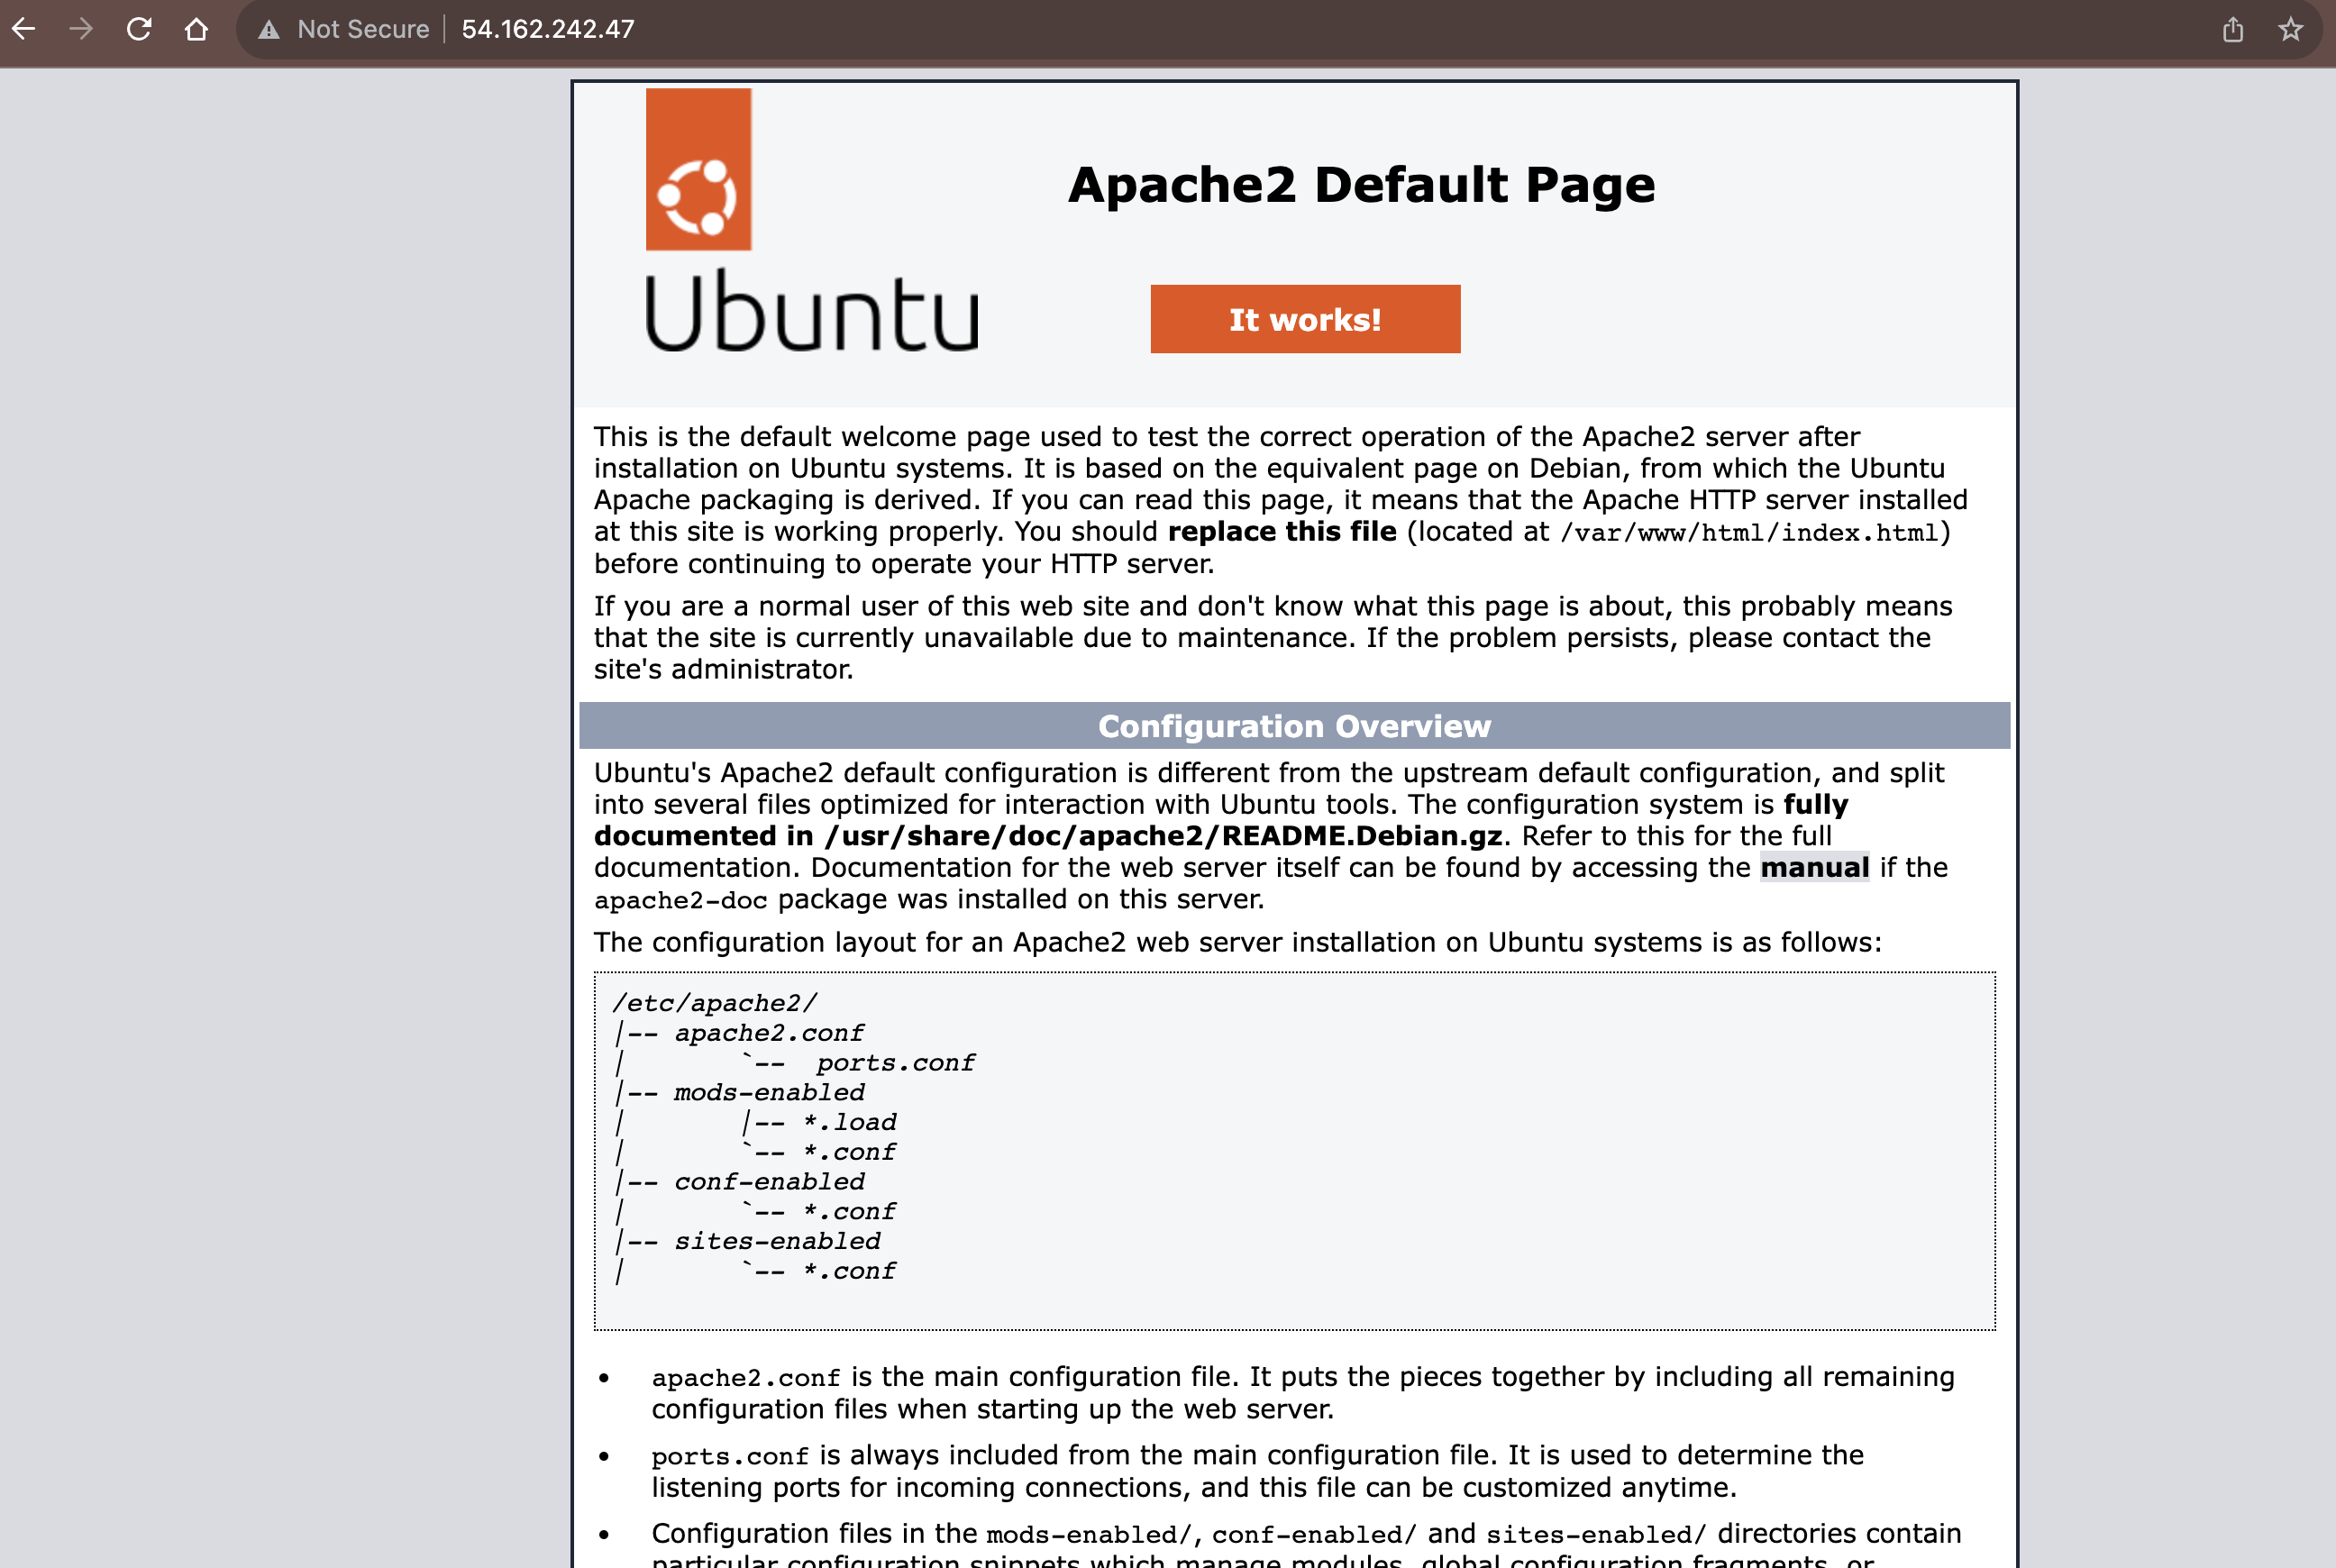 Not Secure 54.162.242.47
Apache2 Default Page
Ubuntu
It works!
This is the default welcome page used to test the correct operation of the Apache2 server after
installation on Ubuntu systems. It is based on the equivalent page on Debian, from which the Ubuntu
Apache packaging is derived. If you can read this page, it means that the Apache HTTP server installed
at this site is working properly. You should replace this file (located at /var/www/html/index.html)
before continuing to operate your HTTP server.
If you are a normal user of this web site and don't know what this page is about, this probably means
that the site is currently unavailable due to maintenance. If the problem persists, please contact the
site's administrator.
Configuration Overview
Ubuntu's Apache2 default configuration is different from the upstream default configuration, and split
into several files optimized for interaction with Ubuntu tools. The configuration system is fully
documented in /usr/share/doc/apache2/README.Debian.gz. Refer to this for the full
documentation. Documentation for the web server itself can be found by accessing the manual if the
apache2-doc package was installed on this server.
The configuration layout for an Apache2 web server installation on Ubuntu systems is as follows:
/etc/apache2/
|-- apache2.conf
|       `--  ports.conf
|-- mods-enabled
|       |-- *.load
|       `-- *.conf
|-- conf-enabled
|       `-- *.conf
|-- sites-enabled
|       `-- *.conf
• apache2.conf is the main configuration file. It puts the pieces together by including all remaining
configuration files when starting up the web server.
• ports.conf is always included from the main configuration file. It is used to determine the
listening ports for incoming connections, and this file can be customized anytime.
• Configuration files in the mods-enabled/, conf-enabled/ and sites-enabled/ directories contain
particular configuration snippets which manage modules, global configuration fragments, or